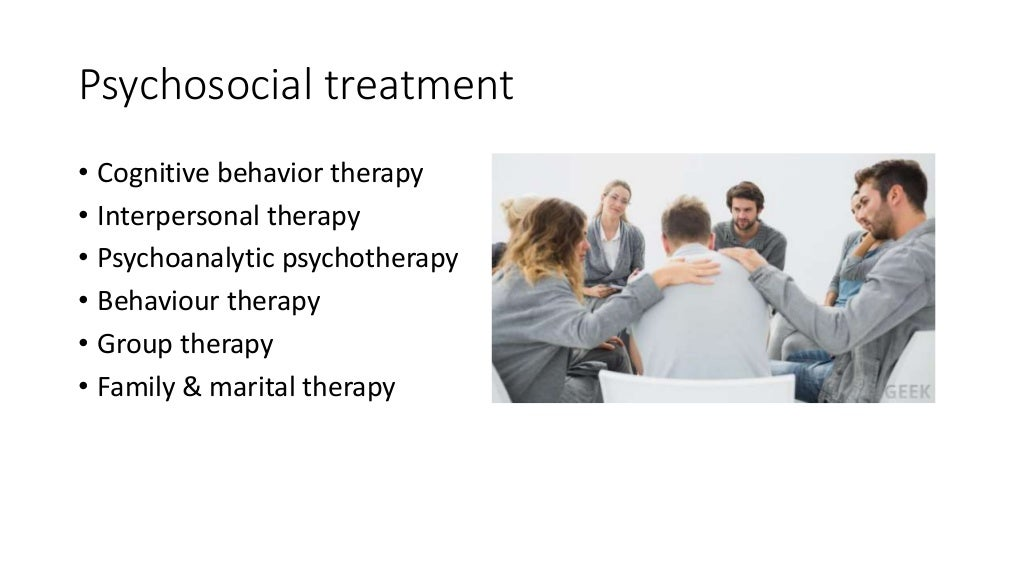 Psychosocial treatment
• Cognitive behavior therapy
• Interpersonal therapy
• Psychoanalytic psychotherapy
• Behaviour therapy
• Group therapy
• Family & marital therapy
GEEK